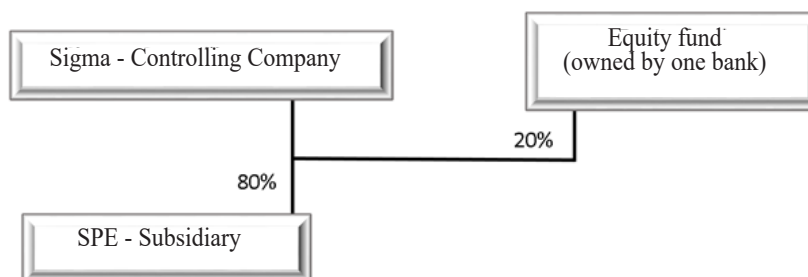 Sigma - Controlling Company
Equity fund
(owned by one bank)
20%
80%
SPE - Subsidiary